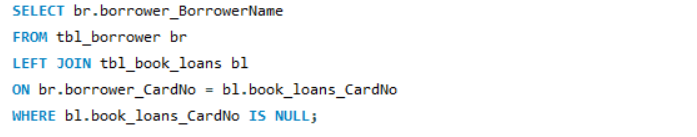 SELECT br.borrower_BorrowerName
FROM tbl_borrower br
LEFT JOIN tbl_book_loans bl
ON br.borrower_CardNo = bl.book_loans_CardNo
WHERE bl.book_loans_CardNo IS NULL;